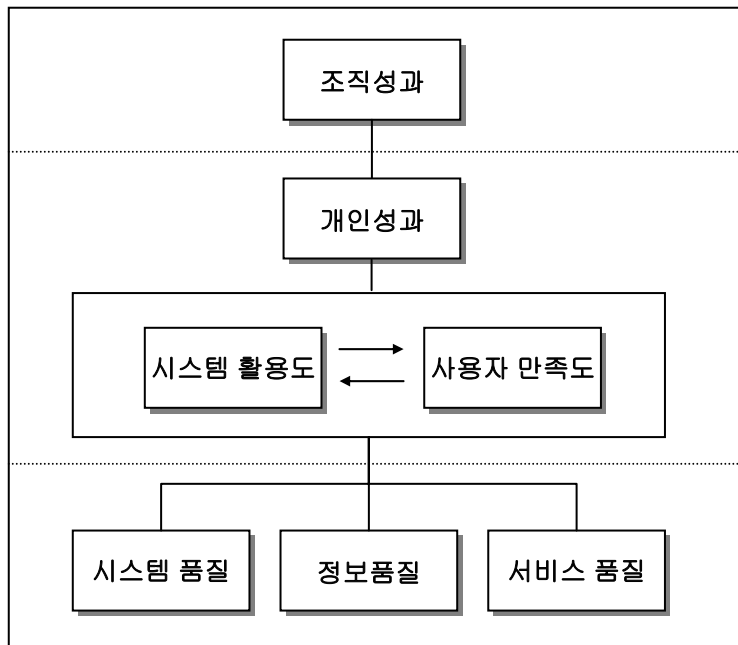 조직성과
개인성과
시스템 활용도
사용자 만족도
시스템 품질
정보품질
서비스 품질